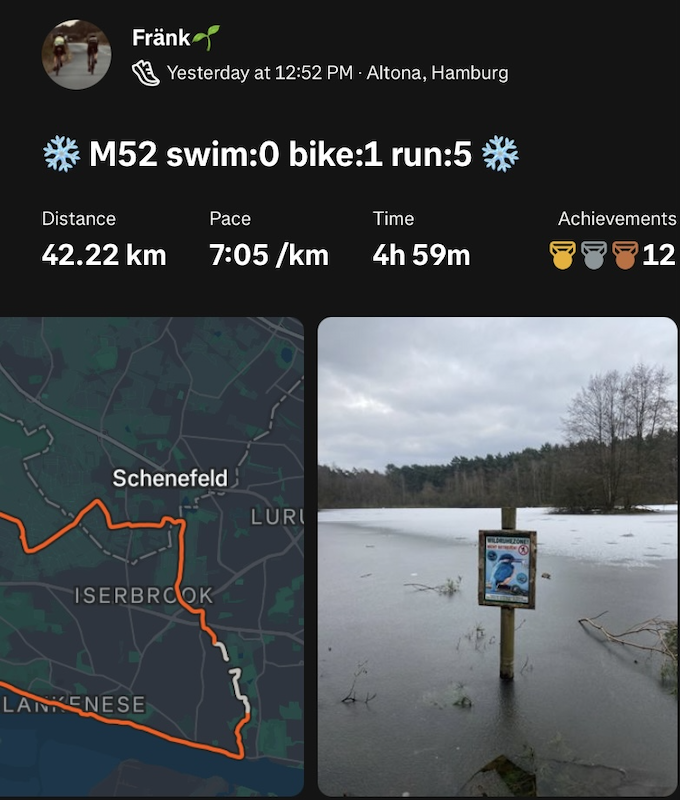 Fränk🌱
Yesterday at 12:52 PM · Altona, Hamburg
❄️ M52 swim:0 bike:1 run:5 ❄️
Distance
Pace
Time
Achievements
42.22 km
7:05 /km
4h 59m
12
Schenefeld
LURU
ISERBROOK
LANKENESE
WILDRUHEZONE!